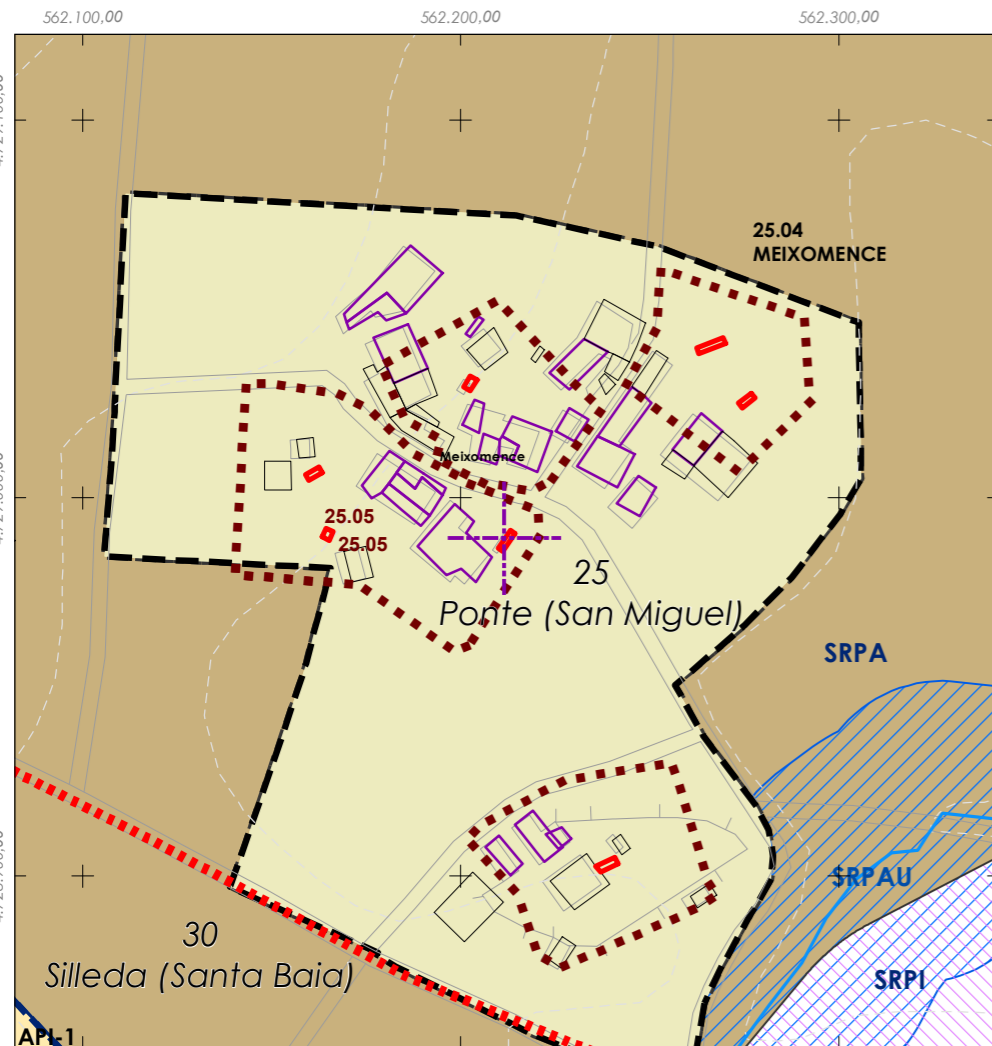 562.100,00
562.200,00
562.300,00
25.04
MEIXOMENCE
Meixomence
25.05
25.05
25
Ponte (San Miguel)
SRPA
SRPAU
SRPI
30
Silleda (Santa Baia)
API-1